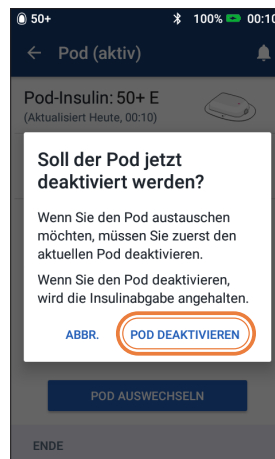 50+ 100% 00:10
Pod (aktiv)
Pod-Insulin: 50+ E
(Aktualisiert Heute, 00:10)
Soll der Pod jetzt
deaktiviert werden?
Wenn Sie den Pod austauschen
möchten, müssen Sie zuerst den
aktuellen Pod deaktivieren.
Wenn Sie den Pod deaktivieren,
wird die Insulinabgabe angehalten.
ABBR. POD DEAKTIVIEREN
POD AUSWECHSELN
ENDE